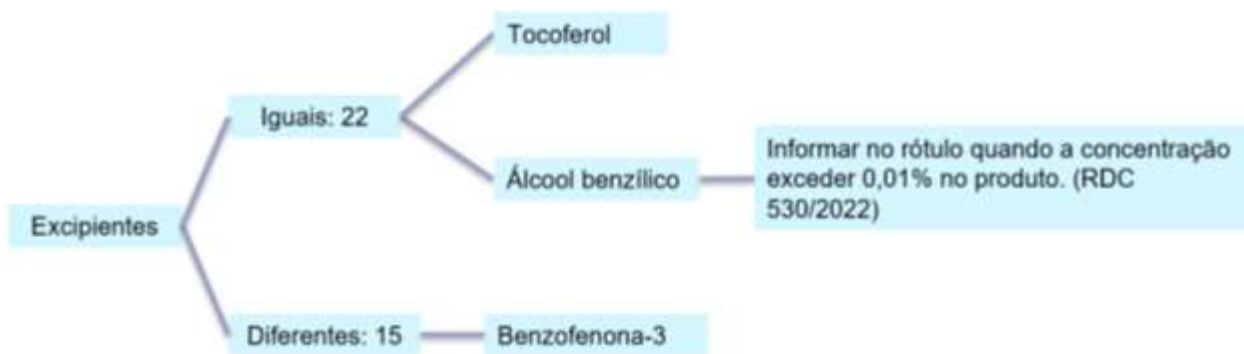 Tocoferol
Iguais: 22
Álcool benzílico
Informar no rótulo quando a concentração
exceder 0,01% no produto. (RDC
530/2022)
Excipientes
Diferentes: 15
Benzofenona-3